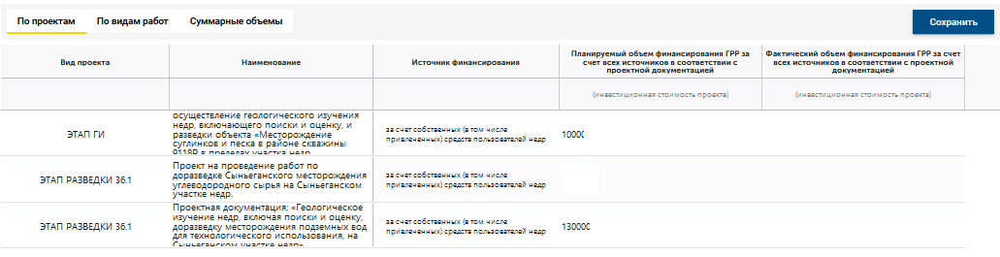 По проектам
По видам работ
Суммарные объемы
Сохранить
Вид проекта
Наименование
Источник финансирования
Планируемый объем финансирования ГРР за
счет всех источников в соответствии с
проектной документацией
Фактический объем финансирования ГРР за счет
всех источников в соответствии с проектной
документацией
(инвестиционная стоимость проекта)
(инвестиционная стоимость проекта)
ЭТАП ГИ
осуществление геологического изучения
недр, включающего поиски и оценку, и
разведки объекта «Месторождение
суглинков и песка в районе скважины
9118Р в пределах участка недр
за счет собственных (в том числе
привлеченных) средств пользователей недр
10000
ЭТАП РАЗВЕДКИ 36.1
Проект на проведение работ по
доразведке Сыньеганского месторождения
углеводородного сырья на Сыньеганском
участке недр.
за счет собственных (в том числе
привлеченных) средств пользователей недр
ЭТАП РАЗВЕДКИ 36.1
Проектная документация: «Геологическое
изучение недр, включая поиски и оценку,
доразведку месторождения подземных вод
для технологического использования, на
Сыньеганском участке недр»
за счет собственных (в том числе
привлеченных) средств пользователей недр
130000